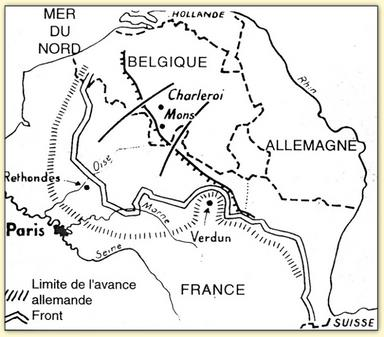 MER
DU
NORD
HOLLANDE
BELGIQUE
Rhin
Charleroi
Mons
ALLEMAGNE
Oise
Rethondes
Marne
Paris
Verdun
Seine
FRANCE
Limite de l'avance
allemande
Front
SUISSE